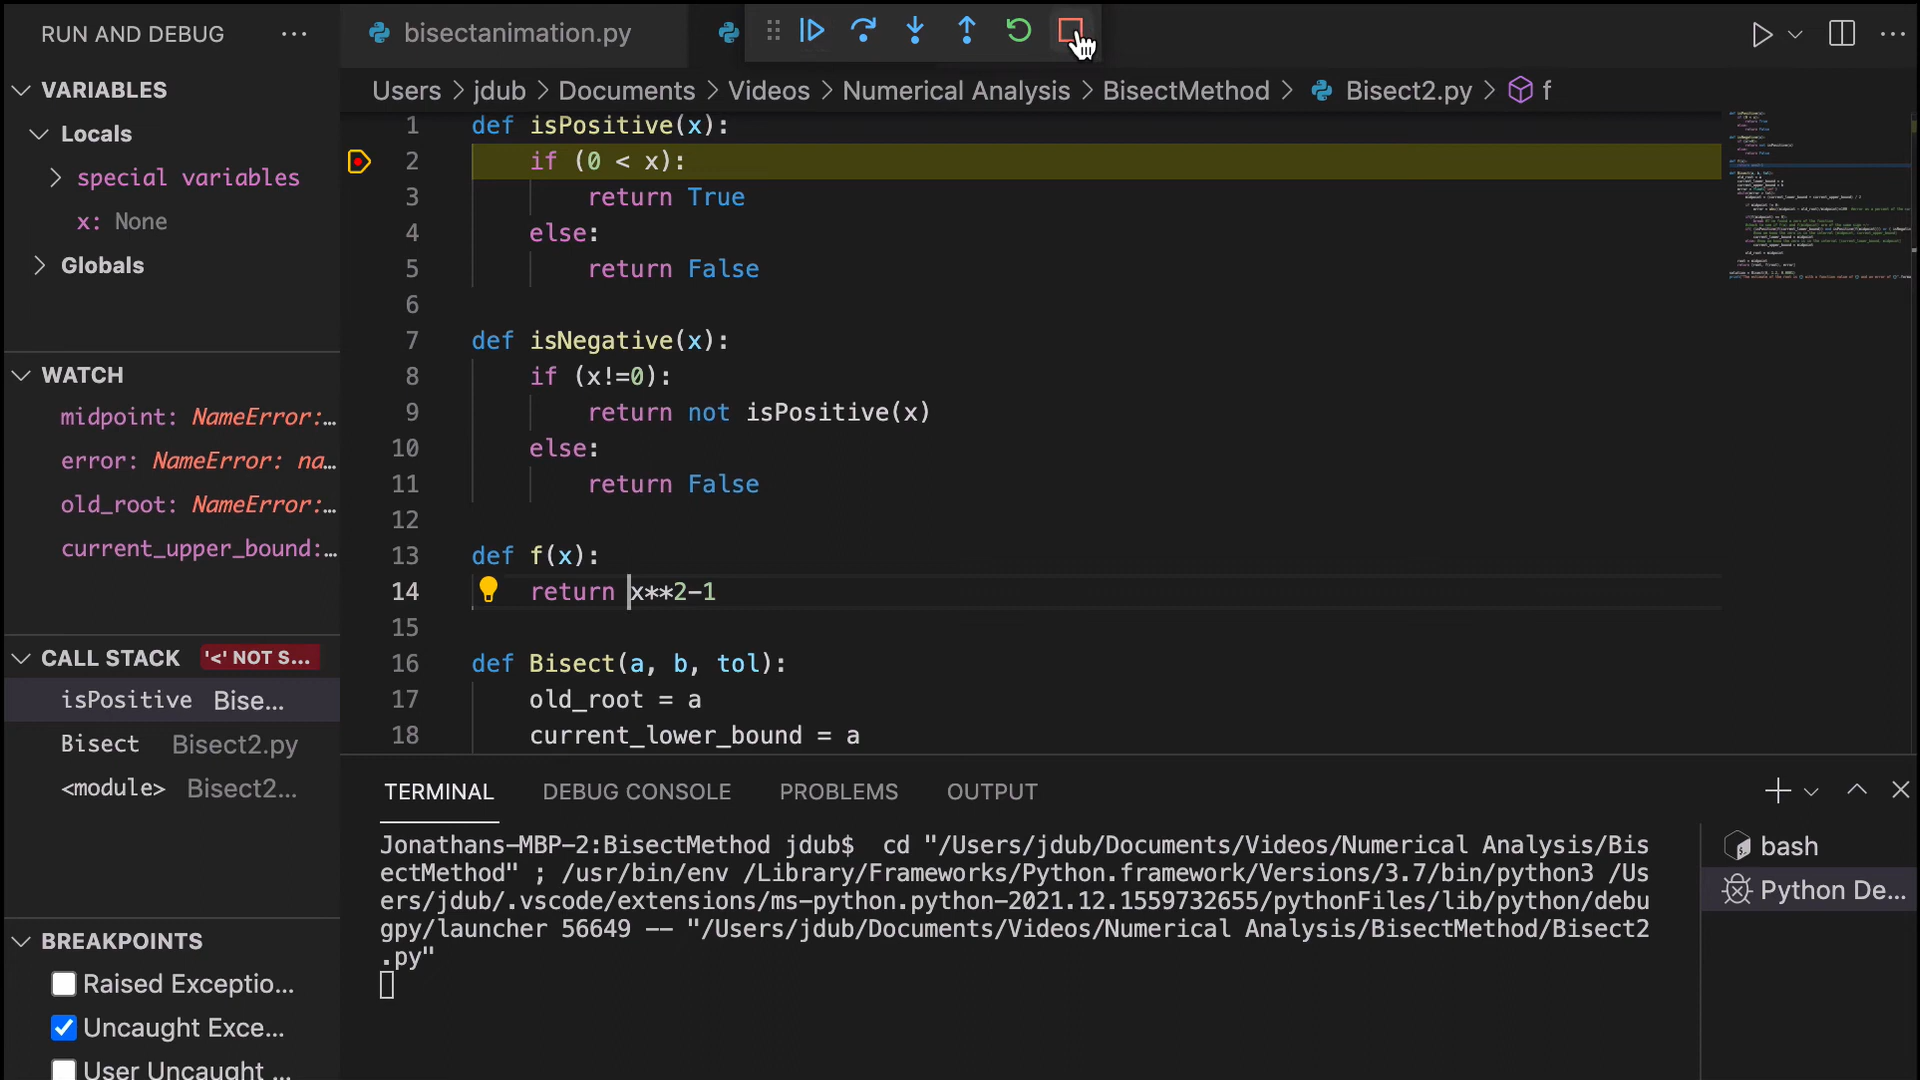 RUN AND DEBUG ...
VARIABLES
Locals
special variables
x: None
Globals
WATCH
midpoint: NameError:...
error: NameError: na...
old_root: NameError:...
current_upper_bound:...
CALL STACK '<' NOT S...
isPositive Bise...
Bisect Bisect2.py
<module> Bisect2...
BREAKPOINTS
Raised Exceptio...
Uncaught Exce...
User Uncaught ...
bisectanimation.py
Users > jdub > Documents > Videos > Numerical Analysis > BisectMethod > Bisect2.py > f
1 def isPositive(x):
2 if (0 < x):
3 return True
4 else:
5 return False
6
7 def isNegative(x):
8 if (x!=0):
9 return not isPositive(x)
10 else:
11 return False
12
13 def f(x):
14 return x**2-1
15
16 def Bisect(a, b, tol):
17 old_root = a
18 current_lower_bound = a
TERMINAL DEBUG CONSOLE PROBLEMS OUTPUT
Jonathans-MBP-2:BisectMethod jdub$ cd "/Users/jdub/Documents/Videos/Numerical Analysis/Bis
ectMethod" ; /usr/bin/env /Library/Frameworks/Python.framework/Versions/3.7/bin/python3 /Us
ers/jdub/.vscode/extensions/ms-python.python-2021.12.1559732655/pythonFiles/lib/python/debu
gpy/launcher 56649 -- "/Users/jdub/Documents/Videos/Numerical Analysis/BisectMethod/Bisect2
.py"
bash
Python De...